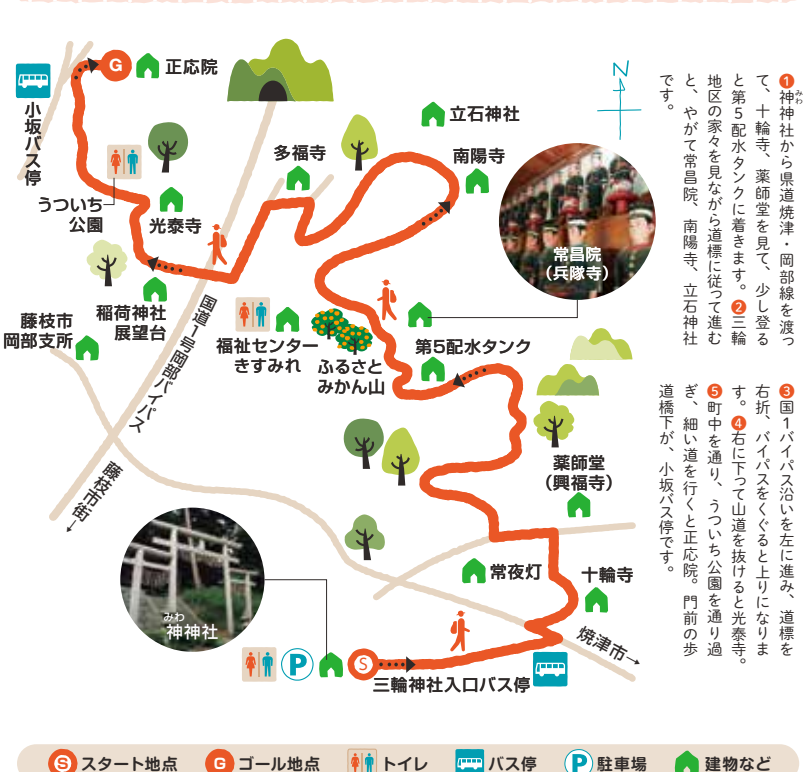 G
正応院
小坂バス停
立石神社
南陽寺
多福寺
N
常昌院
(兵隊寺)
うついち
公園
光泰寺
稲荷神社
展望台
藤枝市
岡部支所
国道1号岡部バイパス
福祉センター
きすみれ
ふるさと
みかん山
第5配水タンク
藤枝市街→
薬師堂
(興福寺)
みわ
神神社
常夜灯
十輪寺
焼津市→
P
S
三輪神社入口バス停
❶神神社から県道焼津・岡部線を渡っ
みわ
て、十輪寺、薬師堂を見て、少し登る
と第5配水タンクに着きます。❷三輪
地区の家々を見ながら道標に従って進む
と、やがて常昌院、南陽寺、立石神社
です。
❸国1バイパス沿いを左に進み、道標を
右折、バイパスをくぐると上りになりま
す。❹右に下って山道を抜けると光泰寺。
❺町中を通り、うついち公園を通り過
ぎ、細い道を行くと正応院。門前の歩
道橋下が、小坂バス停です。
S スタート地点 G ゴール地点 トイレ バス停 P 駐車場 建物など